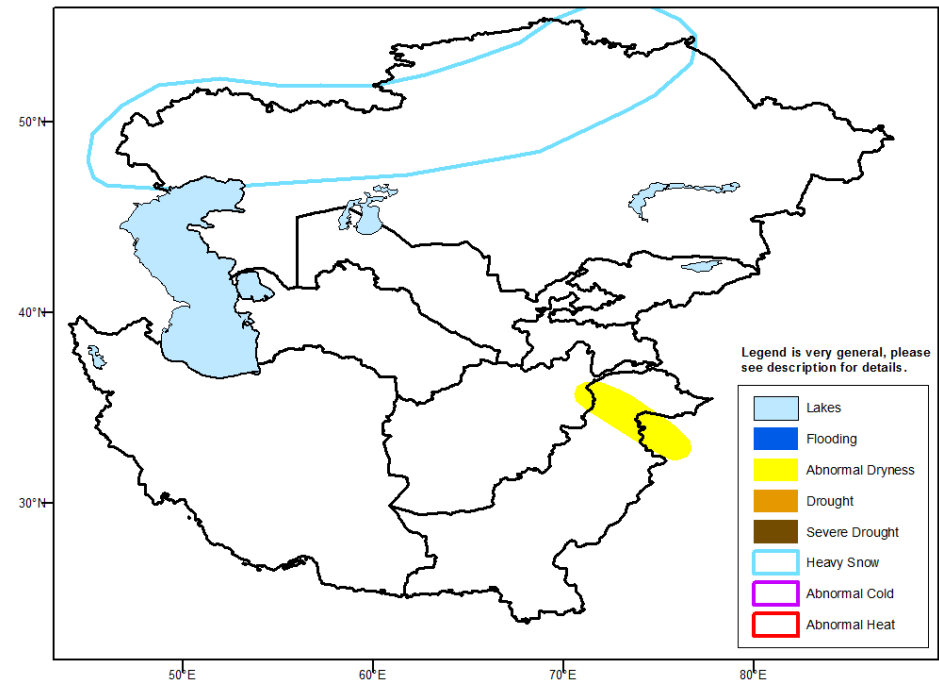 50°N
40°N
30°N
Legend is very general, please
see description for details.
Lakes
Flooding
Abnormal Dryness
Drought
Severe Drought
Heavy Snow
Abnormal Cold
Abnormal Heat
50°E
60°E
70°E
80°E